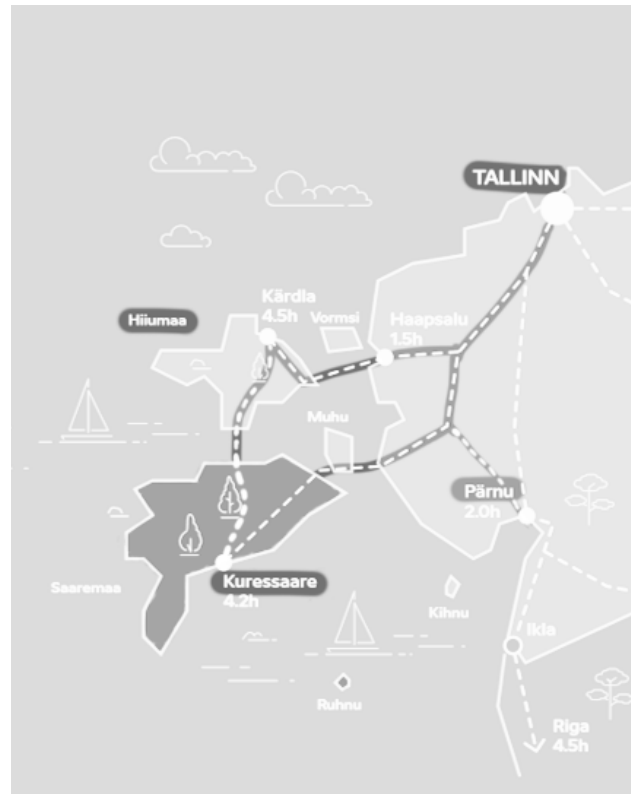 TALLINN
Kärdla
4.5h
Hiiumaa
Vormsi
Haapsalu
1.5h
Muhu
Pärnu
2.0h
Kuressaare
4.2h
Saaremaa
Kihnu
Ikla
Ruhnu
Riga
4.5h